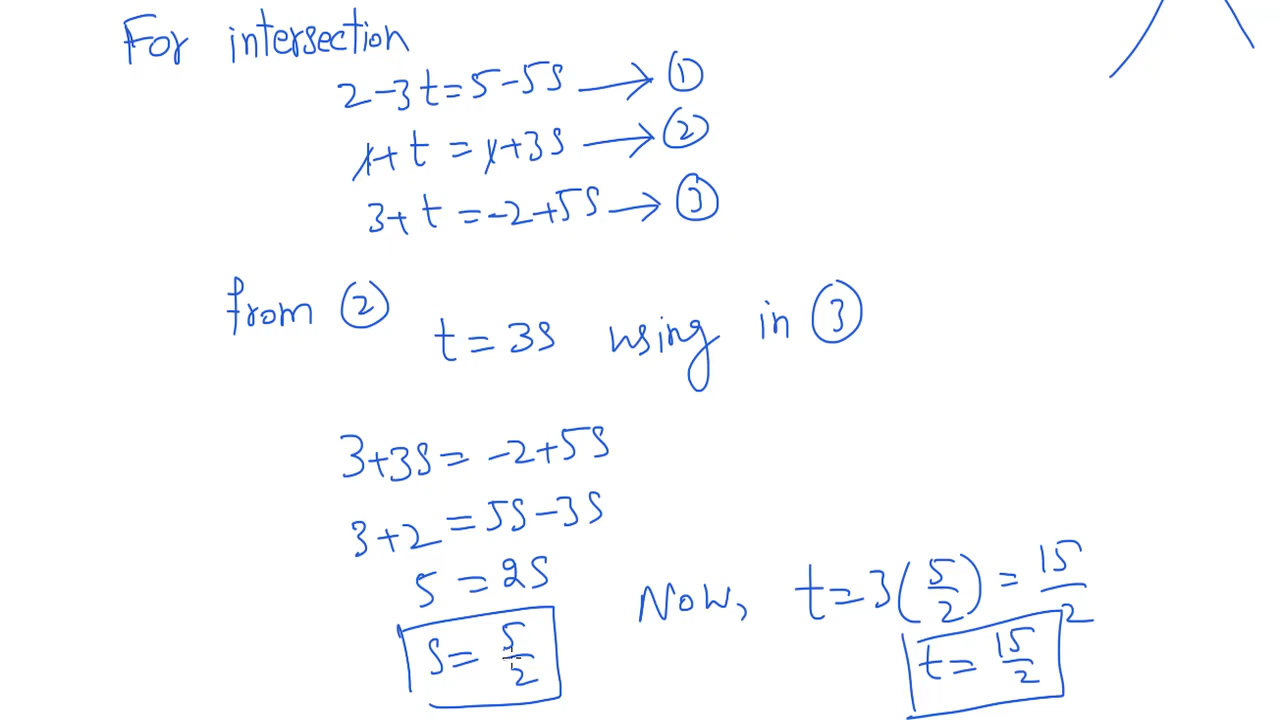 For intersection
2-3t=5-5s → ①
1+t=1+3s → ②
3+t=-2+5s → ③
from ②
t=3s using in ③
3+3s=-2+5s
3+2=5s-3s
5=2s
s=5/2
Now, t=3(5/2)=15/2
t=15/2